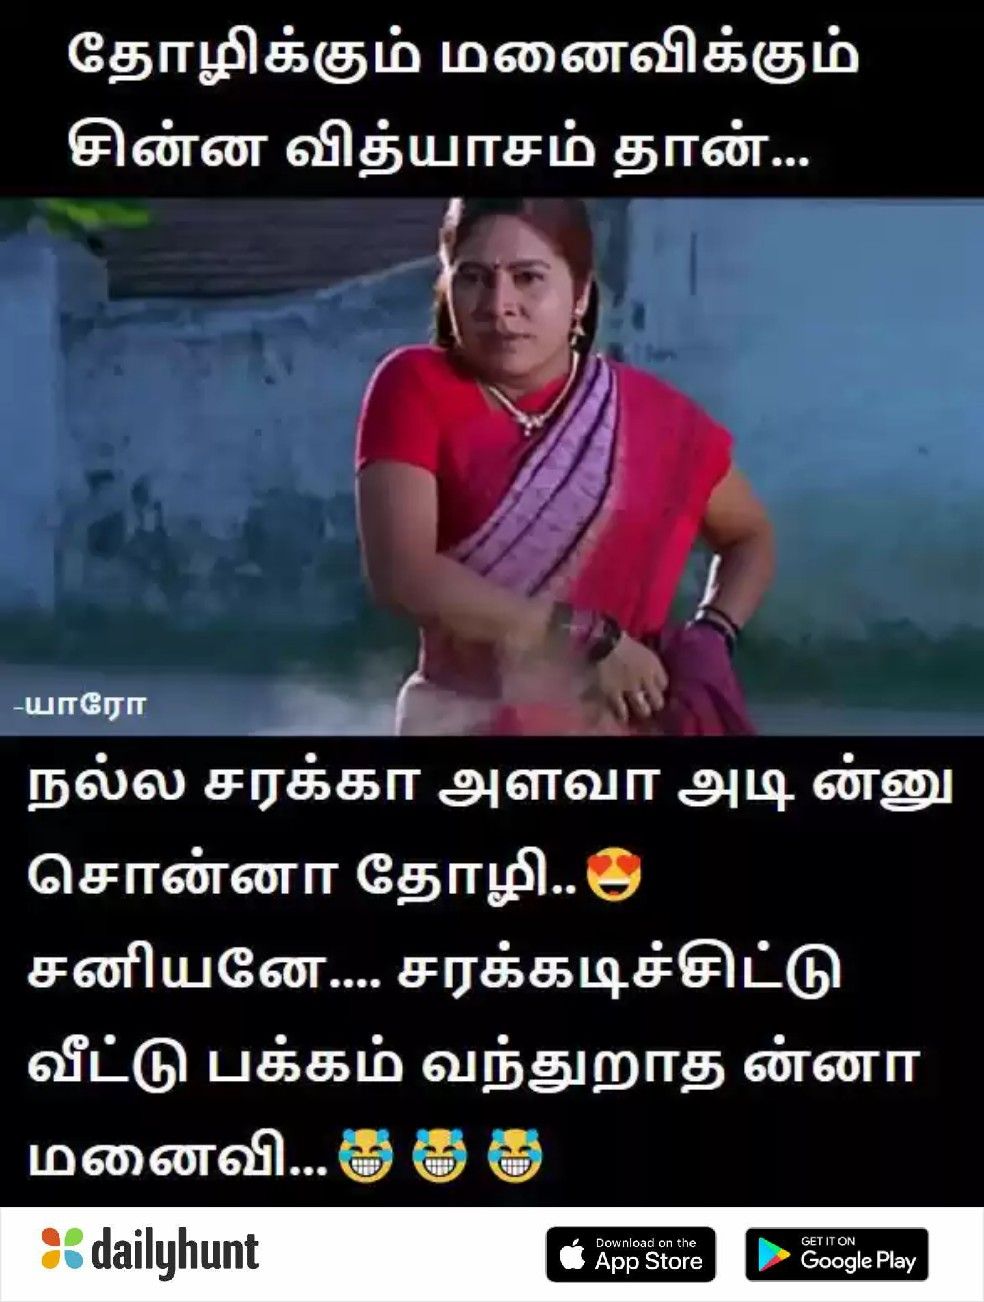 தோழிக்கும் மனைவிக்கும்
சின்ன வித்யாசம் தான்...
-யாரோ
நல்ல சரக்கா அளவா அடி ன்னு
சொன்னா தோழி..😍
சனியனே.... சரக்கடிச்சிட்டு
வீட்டு பக்கம் வந்துறாத ன்னா
மனைவி...😂 😂 😂
dailyhunt
Download on the
App Store
GET IT ON
Google Play